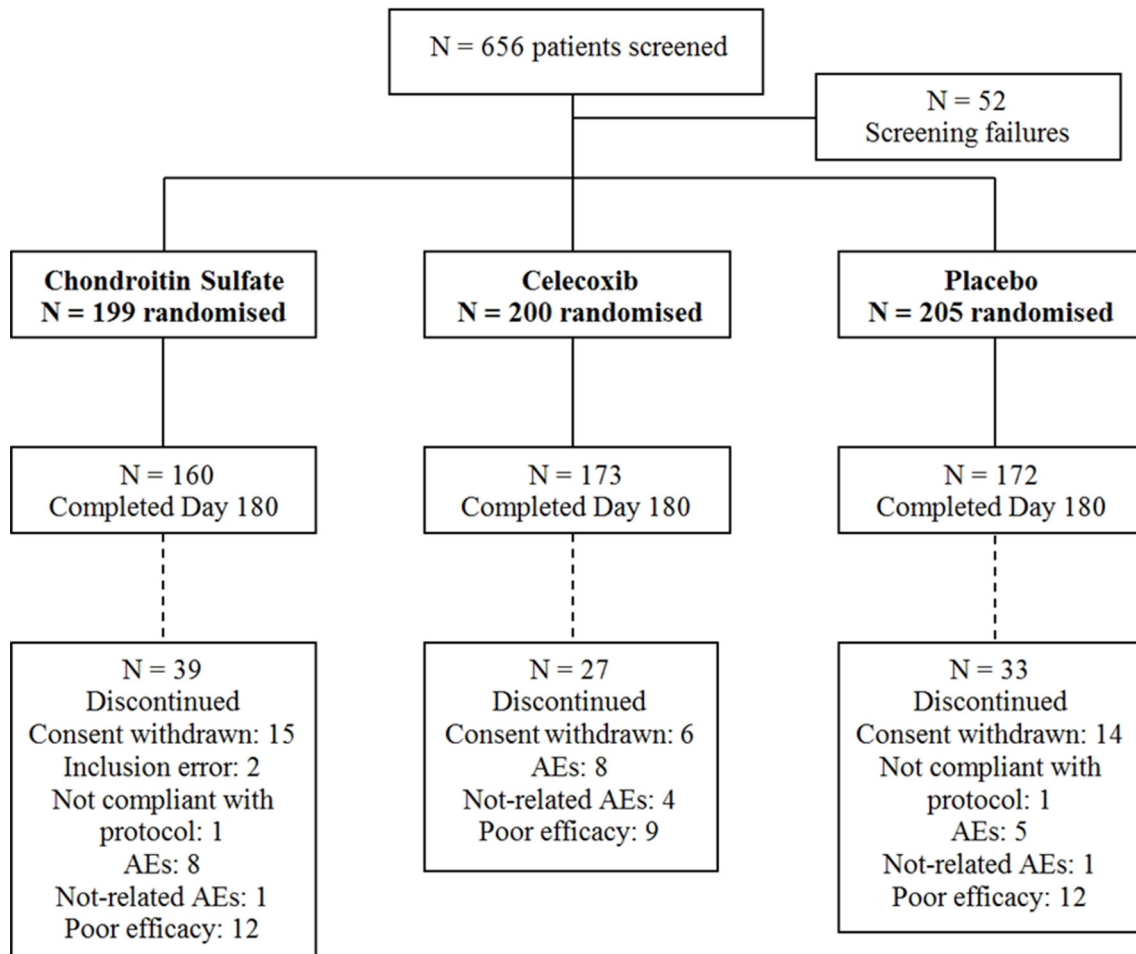 N = 656 patients screened
N = 52
Screening failures
Chondroitin Sulfate
N = 199 randomised
Celecoxib
N = 200 randomised
Placebo
N = 205 randomised
N = 160
Completed Day 180
N = 173
Completed Day 180
N = 172
Completed Day 180
N = 39
Discontinued
Consent withdrawn: 15
Inclusion error: 2
Not compliant with
protocol: 1
AEs: 8
Not-related AEs: 1
Poor efficacy: 12
N = 27
Discontinued
Consent withdrawn: 6
AEs: 8
Not-related AEs: 4
Poor efficacy: 9
N = 33
Discontinued
Consent withdrawn: 14
Not compliant with
protocol: 1
AEs: 5
Not-related AEs: 1
Poor efficacy: 12